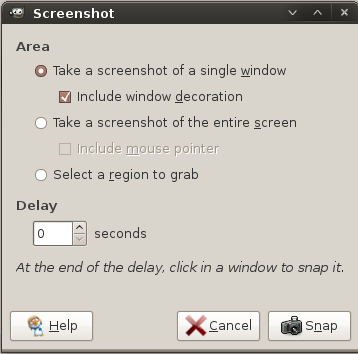 Screenshot
Area
Take a screenshot of a single window
Include window decoration
Take a screenshot of the entire screen
Include mouse pointer
Select a region to grab
Delay
0 seconds
At the end of the delay, click in a window to snap it.
Help Cancel Snap